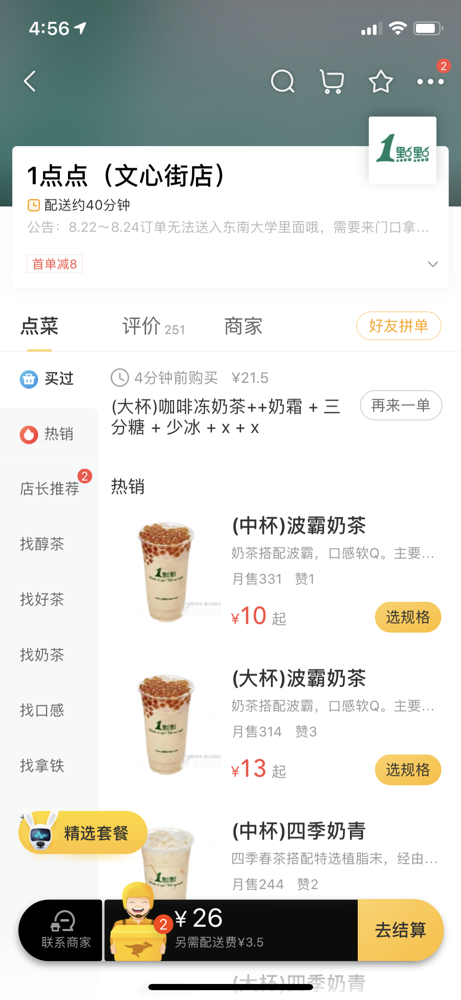 4:56
2
1點點
1点点（文心街店）
配送约40分钟
公告：8.22～8.24订单无法送入东南大学里面哦，需要来门口拿...
首单减8
点菜
评价 251
商家
好友拼单
买过
4分钟前购买 ¥21.5
(大杯)咖啡冻奶茶++奶霜 + 三
分糖 + 少冰 + x + x
再来一单
热销
店长推荐
2
找醇茶
找好茶
找奶茶
找口感
找拿铁
热销
(中杯)波霸奶茶
奶茶搭配波霸，口感软Q。主要...
月售331 赞1
¥10 起
选规格
1點點
(大杯)波霸奶茶
奶茶搭配波霸，口感软Q。主要...
月售314 赞3
¥13 起
选规格
1點點
精选套餐
(中杯)四季奶青
四季春茶搭配特选植脂末，经由...
月售244 赞2
1點點
联系商家
2
¥ 26
另需配送费¥3.5
去结算
(大杯)四季奶青